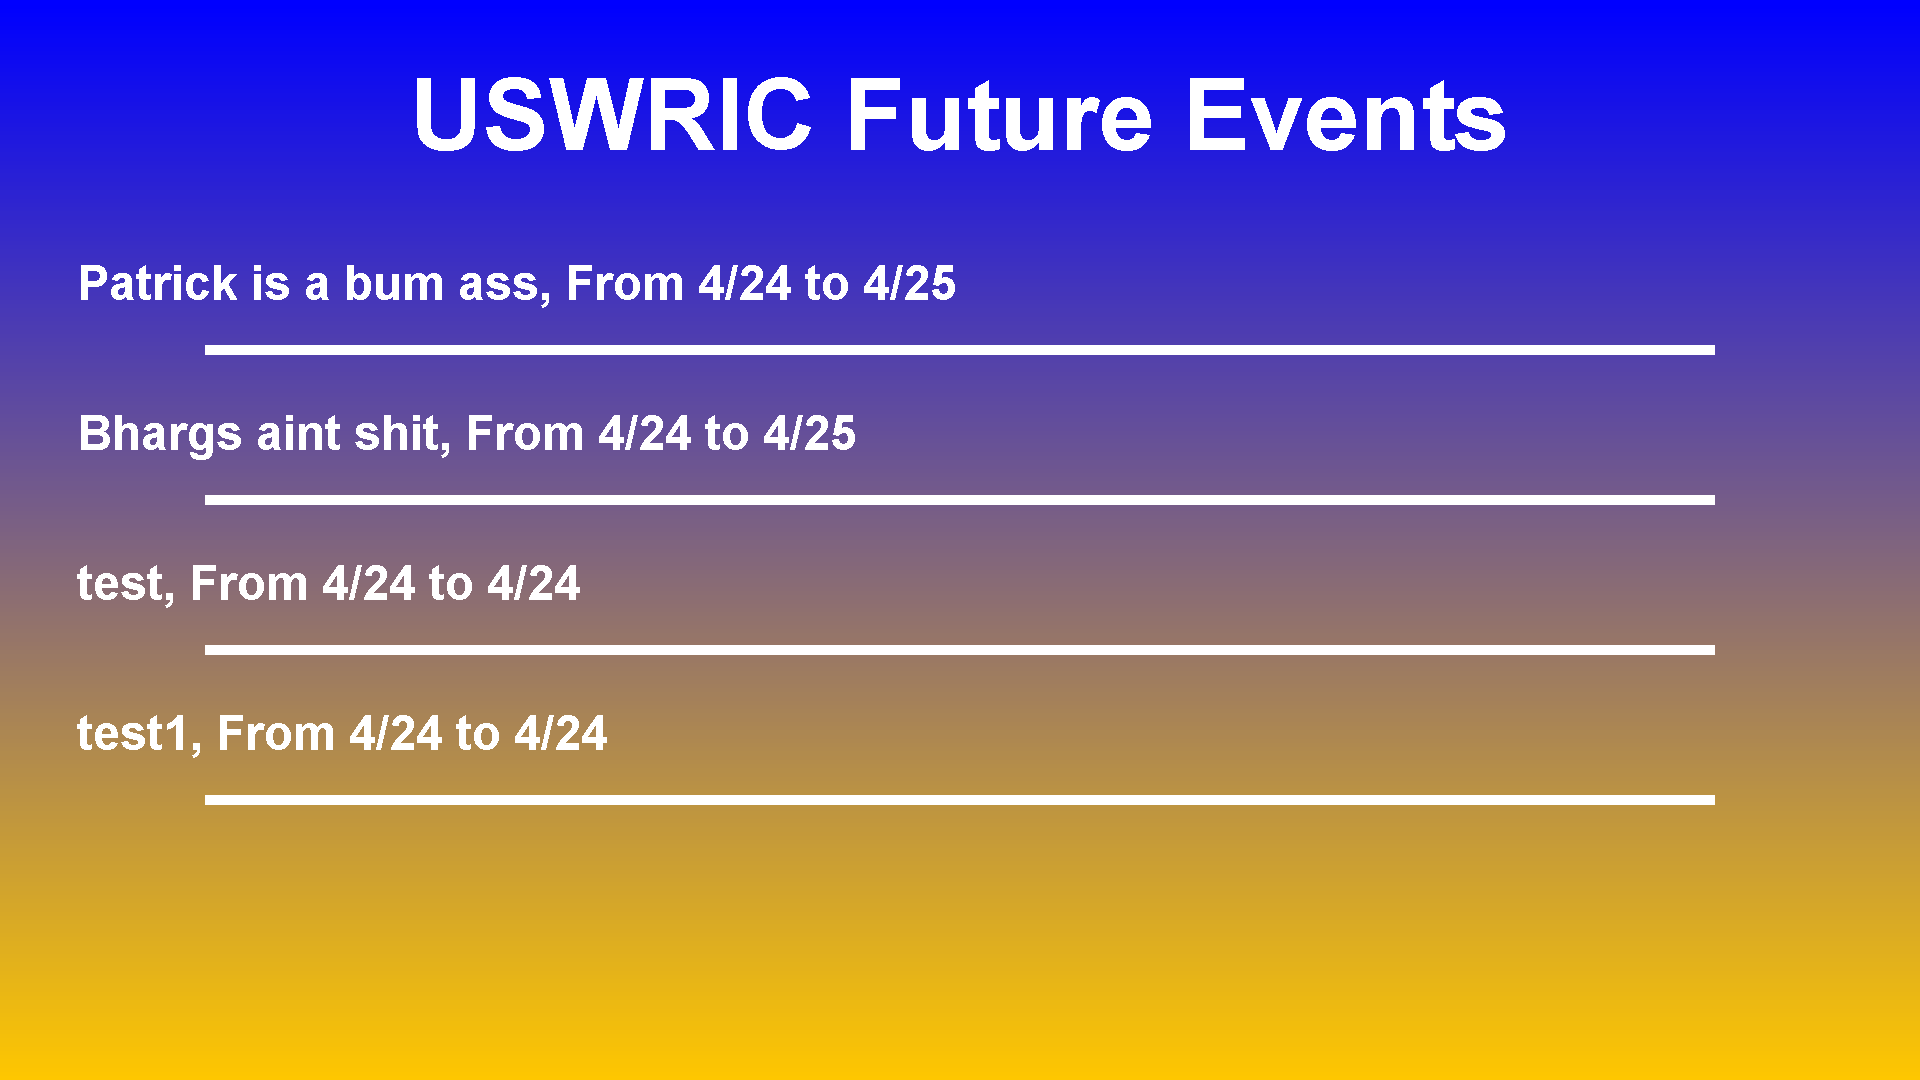 USWRIC Future Events
Patrick is a bum ass, From 4/24 to 4/25
Bhargs aint shit, From 4/24 to 4/25
test, From 4/24 to 4/24
test1, From 4/24 to 4/24